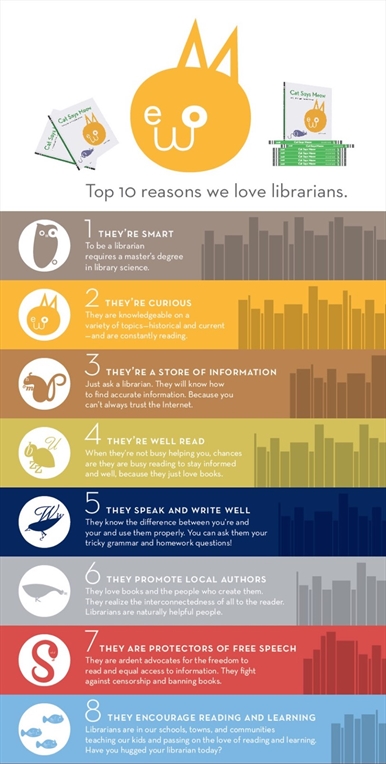 Cat Says Meow
Cat Says Meow
Cat Says Meow
m e o w
Top 10 reasons we love librarians.
1 THEY'RE SMART
To be a librarian
requires a master's degree
in library science.
2 THEY'RE CURIOUS
They are knowledgeable on a
variety of topics—historical and current
—and are constantly reading.
3 THEY'RE A STORE OF INFORMATION
Just ask a librarian. They will know how
to find accurate information. Because you
can't always trust the Internet.
4 THEY'RE WELL READ
When they're not busy helping you, chances
are they are busy reading to stay informed
and well, because they just love books.
5 THEY SPEAK AND WRITE WELL
They know the difference between you're and
your and use them properly. You can ask them your
tricky grammar and homework questions!
6 THEY PROMOTE LOCAL AUTHORS
They love books and the people who create them.
They realize the interconnectedness of all to the reader.
Librarians are naturally helpful people.
7 THEY ARE PROTECTORS OF FREE SPEECH
They are ardent advocates for the freedom to
read and equal access to information. They fight
against censorship and banning books.
8 THEY ENCOURAGE READING AND LEARNING
Librarians are in our schools, towns, and communities
teaching our kids and passing on the love of reading and learning.
Have you hugged your librarian today?